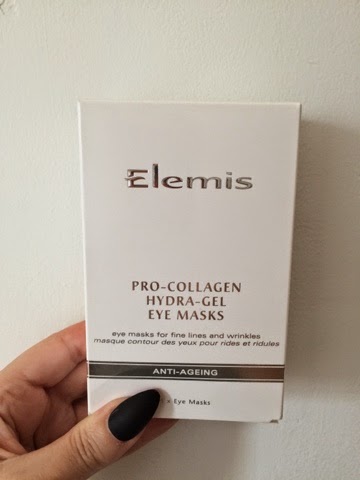 Elemis
PRO-COLLAGEN
HYDRA-GEL
EYE MASKS
eye masks for fine lines and wrinkles
masque contour des yeux pour rides et ridules
ANTI-AGEING
x Eye Masks